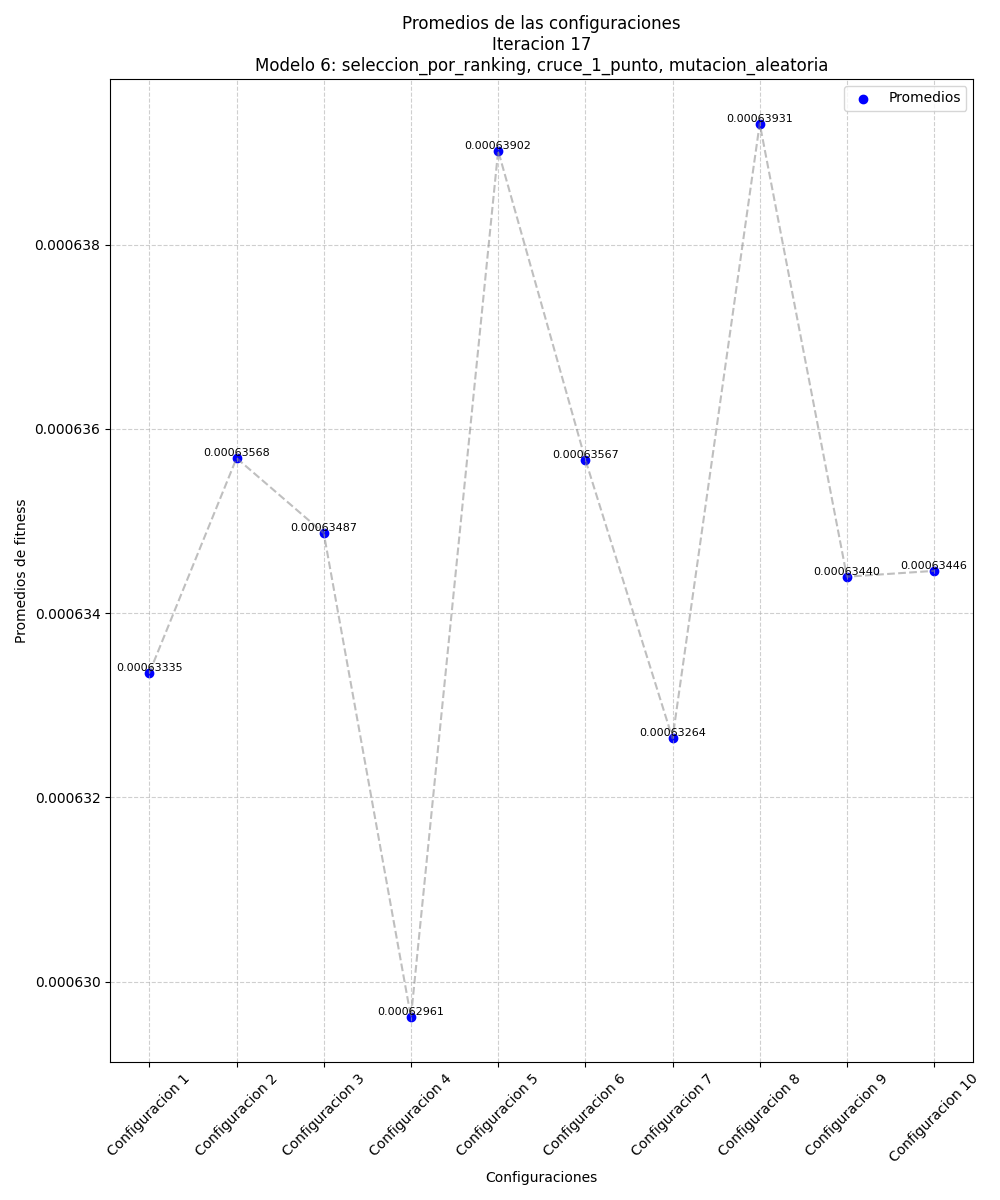 Promedios de las configuraciones
Iteracion 17
Modelo 6: seleccion_por_ranking, cruce_1_punto, mutacion_aleatoria
Promedios
0.00063931
0.00063902
0.000638
0.000636
0.00063568
0.00063567
0.00063487
0.00063446
0.00063440
0.000634
0.00063335
0.00063264
0.000632
0.000630
0.00062961
Promedios de fitness
Configuracion 1
Configuracion 2
Configuracion 3
Configuracion 4
Configuracion 5
Configuracion 6
Configuracion 7
Configuracion 8
Configuracion 9
Configuracion 10
Configuraciones